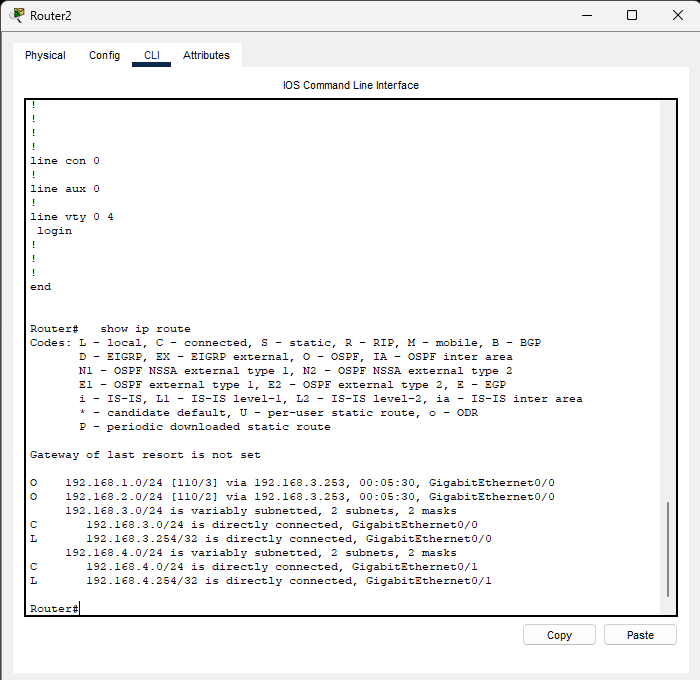 Router2
Physical Config CLI Attributes
IOS Command Line Interface
!
!
!
!
line con 0
!
line aux 0
!
line vty 0 4
 login
!
!
!
end
Router#   show ip route
Codes: L - local, C - connected, S - static, R - RIP, M - mobile, B - BGP
       D - EIGRP, EX - EIGRP external, O - OSPF, IA - OSPF inter area
       N1 - OSPF NSSA external type 1, N2 - OSPF NSSA external type 2
       E1 - OSPF external type 1, E2 - OSPF external type 2, E - EGP
       i - IS-IS, L1 - IS-IS level-1, L2 - IS-IS level-2, ia - IS-IS inter area
       * - candidate default, U - per-user static route, o - ODR
       P - periodic downloaded static route
Gateway of last resort is not set
O    192.168.1.0/24 [110/3] via 192.168.3.253, 00:05:30, GigabitEthernet0/0
O    192.168.2.0/24 [110/2] via 192.168.3.253, 00:05:30, GigabitEthernet0/0
     192.168.3.0/24 is variably subnetted, 2 subnets, 2 masks
C       192.168.3.0/24 is directly connected, GigabitEthernet0/0
L       192.168.3.254/32 is directly connected, GigabitEthernet0/0
     192.168.4.0/24 is variably subnetted, 2 subnets, 2 masks
C       192.168.4.0/24 is directly connected, GigabitEthernet0/1
L       192.168.4.254/32 is directly connected, GigabitEthernet0/1
Router#
Copy Paste